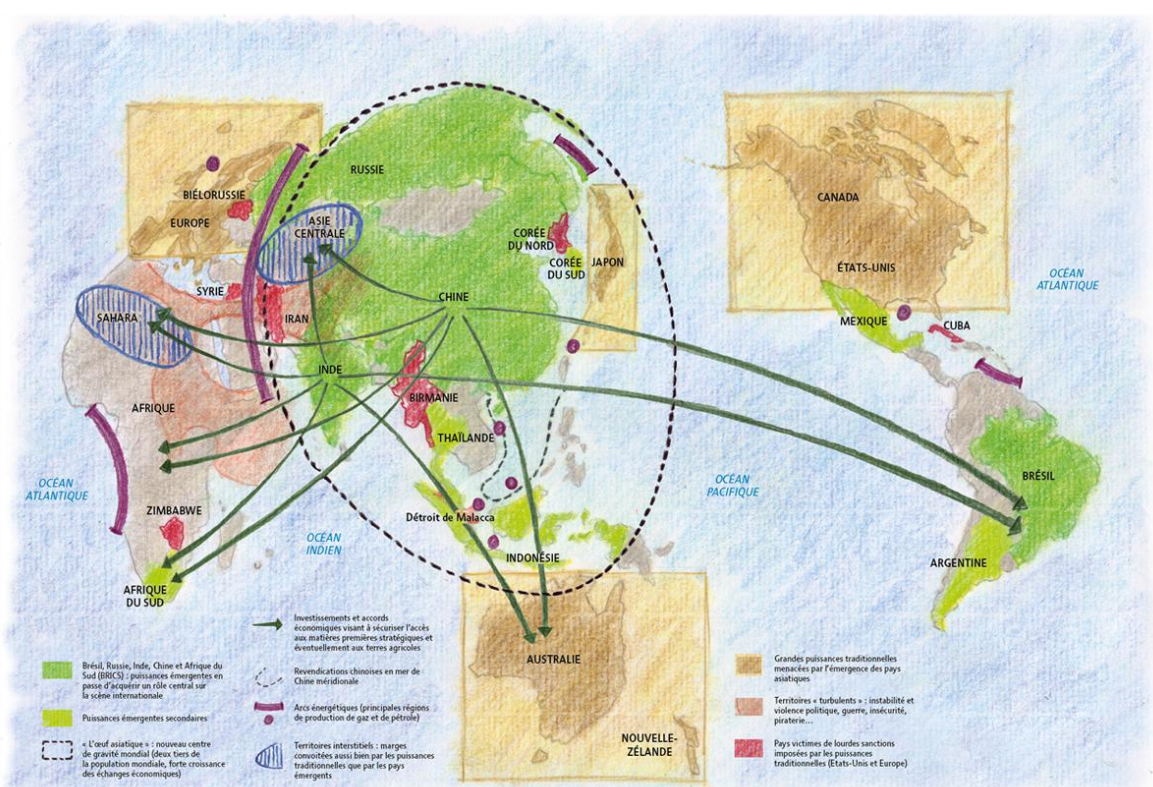 RUSSIE
BIÉLORUSSIE
EUROPE
ASIE
CENTRALE
CORÉE
DU NORD
CORÉE
DU SUD
JAPON
CANADA
ÉTATS-UNIS
OCÉAN
ATLANTIQUE
SYRIE
IRAN
CHINE
SAHARA
MEXIQUE
CUBA
INDE
AFRIQUE
BIRMANIE
THAÏLANDE
OCÉAN
ATLANTIQUE
OCÉAN
PACIFIQUE
BRÉSIL
ZIMBABWE
Détroit de Malacca
OCÉAN
INDIEN
INDONÉSIE
ARGENTINE
AFRIQUE
DU SUD
AUSTRALIE
NOUVELLE-
ZÉLANDE
Brésil, Russie, Inde, Chine et Afrique du
Sud (BRICS) : puissances émergentes en
passe d'acquérir un rôle central sur
la scène internationale
Puissances émergentes secondaires
« L'œuf asiatique » : nouveau centre
de gravité mondial (deux tiers de
la population mondiale, forte croissance
des échanges économiques)
Investissements et accords
économiques visant à sécuriser l'accès
aux matières premières stratégiques et
éventuellement aux terres agricoles
Revendications chinoises en mer de
Chine méridionale
Arcs énergétiques (principales régions
de production de gaz et de pétrole)
Territoires interstitiels : marges
convoitées aussi bien par les puissances
traditionnelles que par les pays
émergents
Grandes puissances traditionnelles
menacées par l'émergence des pays
asiatiques
Territoires « turbulents » : instabilité et
violence politique, guerre, insécurité,
piraterie...
Pays victimes de lourdes sanctions
imposées par les puissances
traditionnelles (Etats-Unis et Europe)